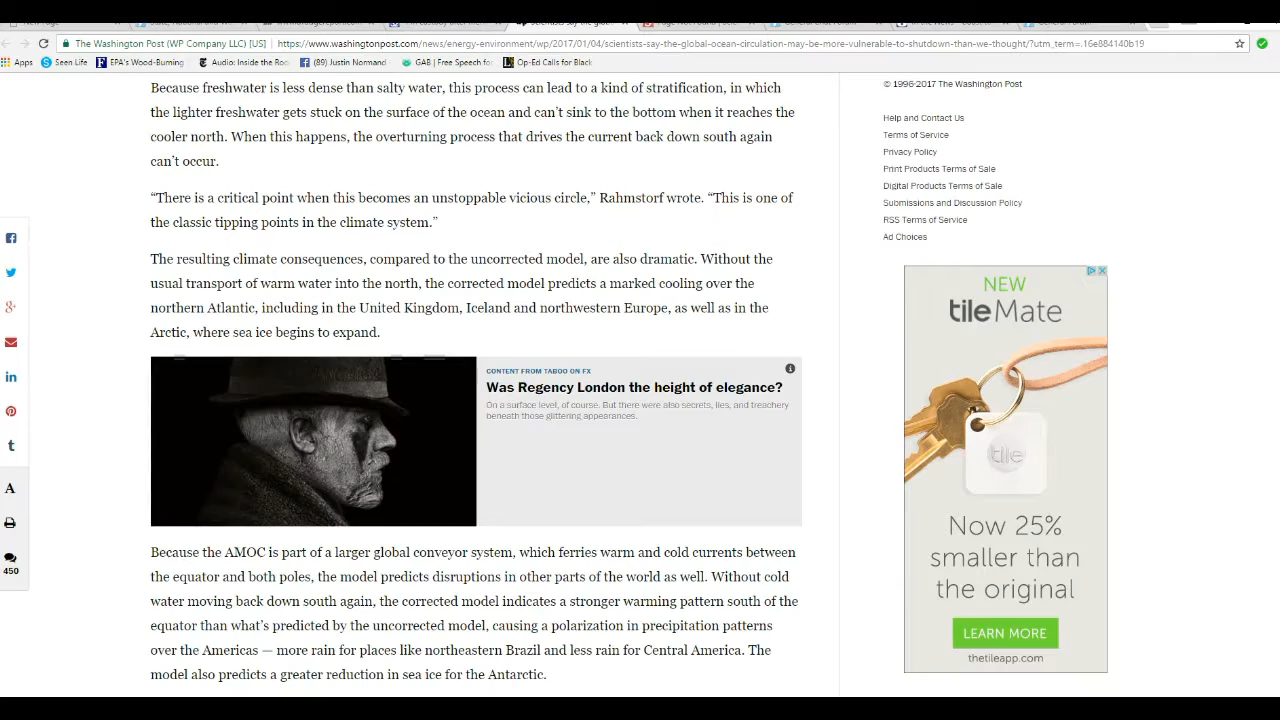 The Washington Post (WP Company LLC) [US]
https://www.washingtonpost.com/news/energy-environment/wp/2017/01/04/scientists-say-the-global-ocean-circulation-may-be-more-vulnerable-to-shutdown-than-we-thought/?utm_term=.16e884140b19
Apps
Seen Life
EPA's Wood-Burning
Audio: Inside the Roo
(89) Justin Normand
GAB | Free Speech fo
Op-Ed Calls for Black
Because freshwater is less dense than salty water, this process can lead to a kind of stratification, in which
the lighter freshwater gets stuck on the surface of the ocean and can’t sink to the bottom when it reaches the
cooler north. When this happens, the overturning process that drives the current back down south again
can’t occur.
“There is a critical point when this becomes an unstoppable vicious circle,” Rahmstorf wrote. “This is one of
the classic tipping points in the climate system.”
The resulting climate consequences, compared to the uncorrected model, are also dramatic. Without the
usual transport of warm water into the north, the corrected model predicts a marked cooling over the
northern Atlantic, including in the United Kingdom, Iceland and northwestern Europe, as well as in the
Arctic, where sea ice begins to expand.
CONTENT FROM TABOO ON FX
Was Regency London the height of elegance?
On a surface level, of course. But there were also secrets, lies, and treachery
beneath those glittering appearances.
Because the AMOC is part of a larger global conveyor system, which ferries warm and cold currents between
the equator and both poles, the model predicts disruptions in other parts of the world as well. Without cold
water moving back down south again, the corrected model indicates a stronger warming pattern south of the
equator than what’s predicted by the uncorrected model, causing a polarization in precipitation patterns
over the Americas — more rain for places like northeastern Brazil and less rain for Central America. The
model also predicts a greater reduction in sea ice for the Antarctic.
A
450
© 1996-2017 The Washington Post
Help and Contact Us
Terms of Service
Privacy Policy
Print Products Terms of Sale
Digital Products Terms of Sale
Submissions and Discussion Policy
RSS Terms of Service
Ad Choices
NEW
tile Mate
tile
Now 25%
smaller than
the original
LEARN MORE
thetileapp.com